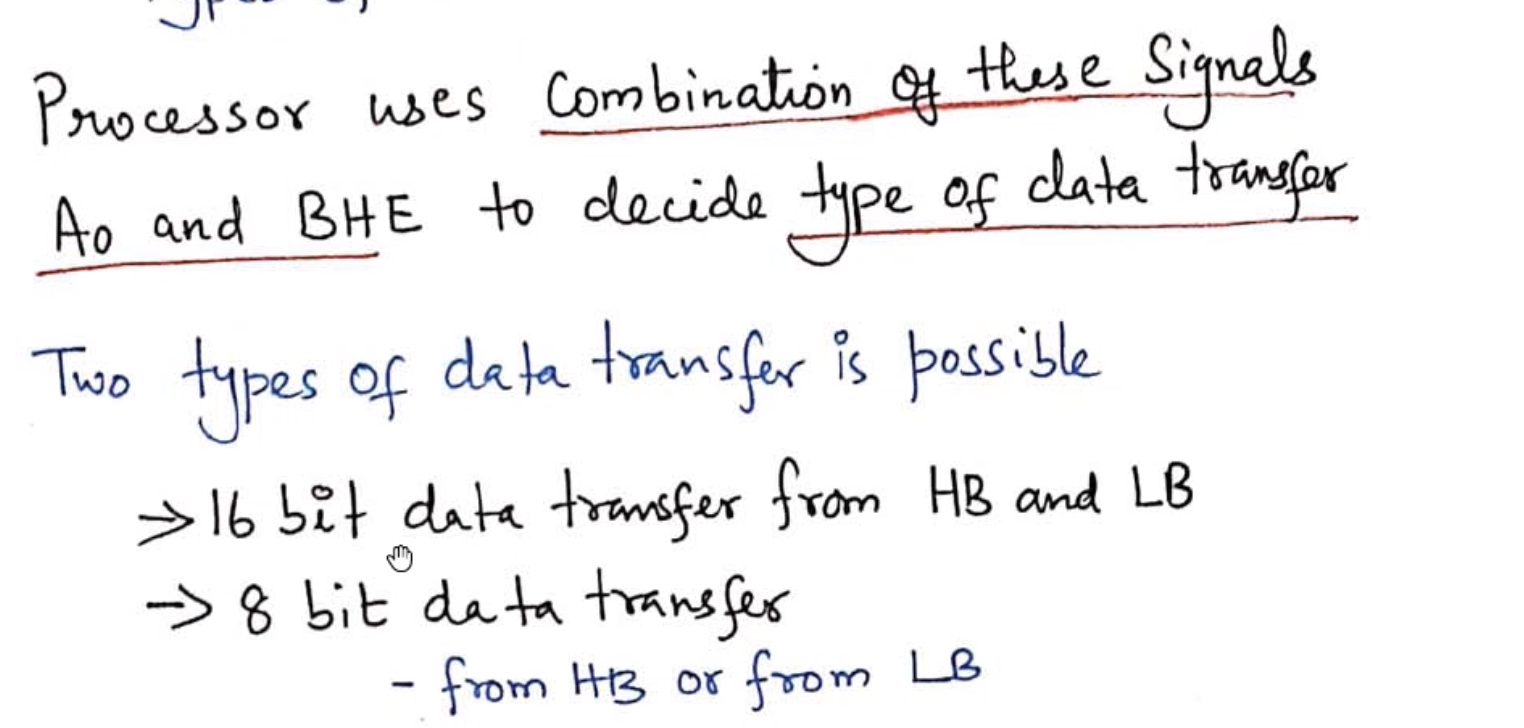 Processor uses Combination of these Signals
A0 and BHE to decide type of data transfer
Two types of data transfer is possible
→ 16 bit data transfer from HB and LB
→ 8 bit data transfer
- from HB or from LB